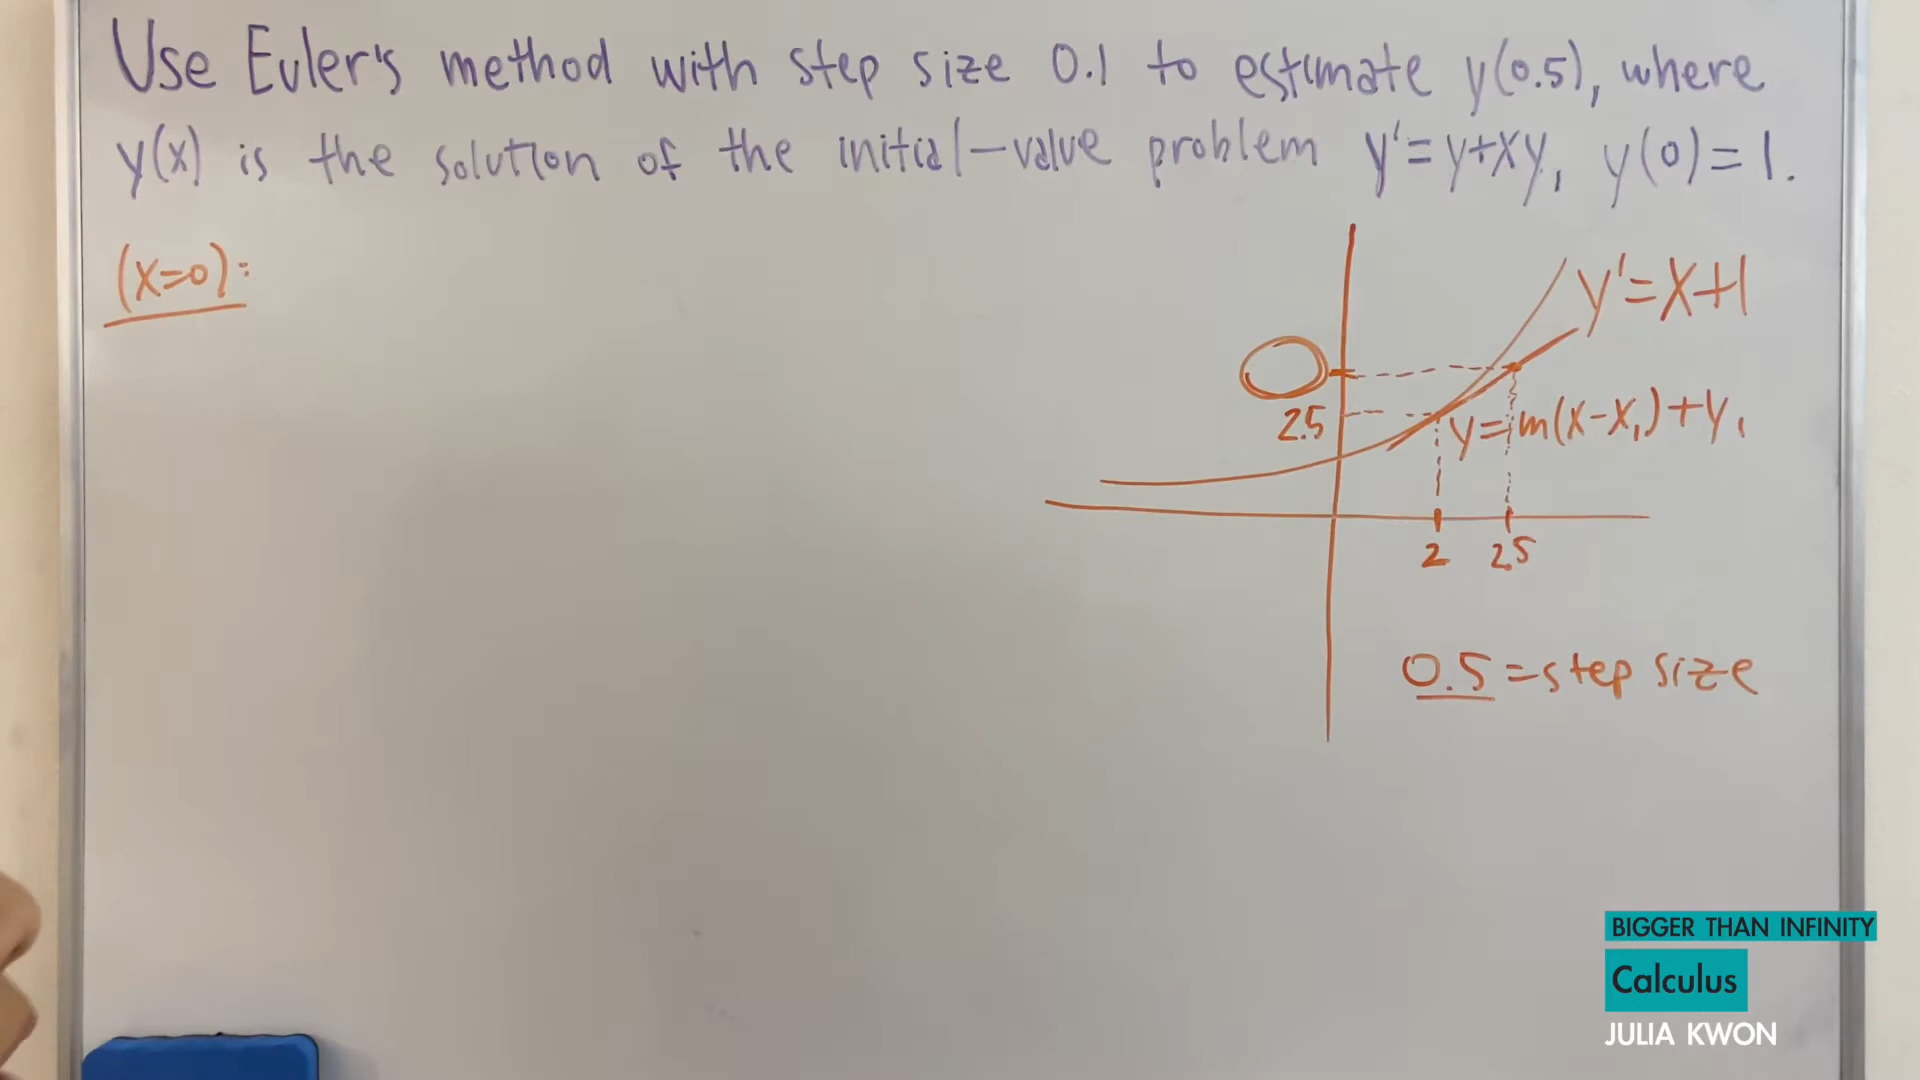 Use Euler's method with step size 0.1 to estimate y(0.5), where
y(x) is the solution of the initial-value problem y'=y+xy, y(0)=1.
(x=0):
y'=x+1
2.5
y=m(x-x₁)+y₁
2 2.5
0.5=step size
BIGGER THAN INFINITY
Calculus
JULIA KWON